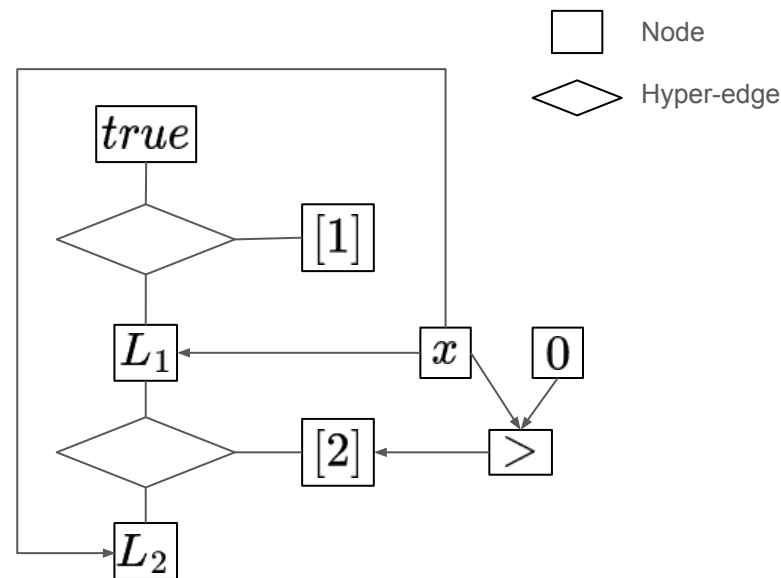 Node
Hyper-edge
true
[1]
L₁
x
0
[2]
>
L₂